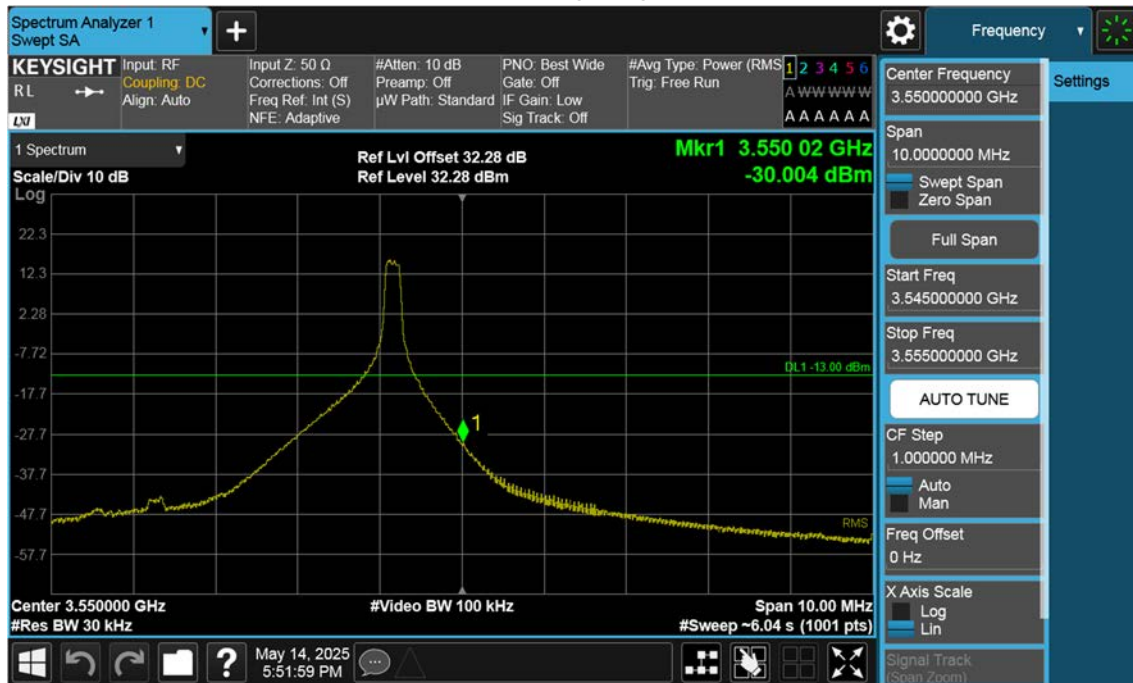 Spectrum Analyzer 1
Swept SA
+
Frequency
KEYSIGHT
RL
LXI
Input: RF
Coupling: DC
Align: Auto
Input Z: 50 Ω
Corrections: Off
Freq Ref: Int (S)
NFE: Adaptive
#Atten: 10 dB
Preamp: Off
µW Path: Standard
PNO: Best Wide
Gate: Off
IF Gain: Low
Sig Track: Off
#Avg Type: Power (RMS
Trig: Free Run
1 2 3 4 5 6
A W W W W W
A A A A A A
1 Spectrum
Scale/Div 10 dB
Log
Ref Lvl Offset 32.28 dB
Ref Level 32.28 dBm
Mkr1 3.550 02 GHz
-30.004 dBm
22.3
12.3
2.28
-7.72
DL1 -13.00 dBm
-17.7
1
-27.7
-37.7
-47.7
RMS
-57.7
Center 3.550000 GHz
#Video BW 100 kHz
Span 10.00 MHz
#Res BW 30 kHz
#Sweep ~6.04 s (1001 pts)
?
May 14, 2025
5:51:59 PM
Center Frequency
3.550000000 GHz
Settings
Span
10.0000000 MHz
Swept Span
Zero Span
Full Span
Start Freq
3.545000000 GHz
Stop Freq
3.555000000 GHz
AUTO TUNE
CF Step
1.000000 MHz
Auto
Man
Freq Offset
0 Hz
X Axis Scale
Log
Lin
Signal Track
(Span Zoom)